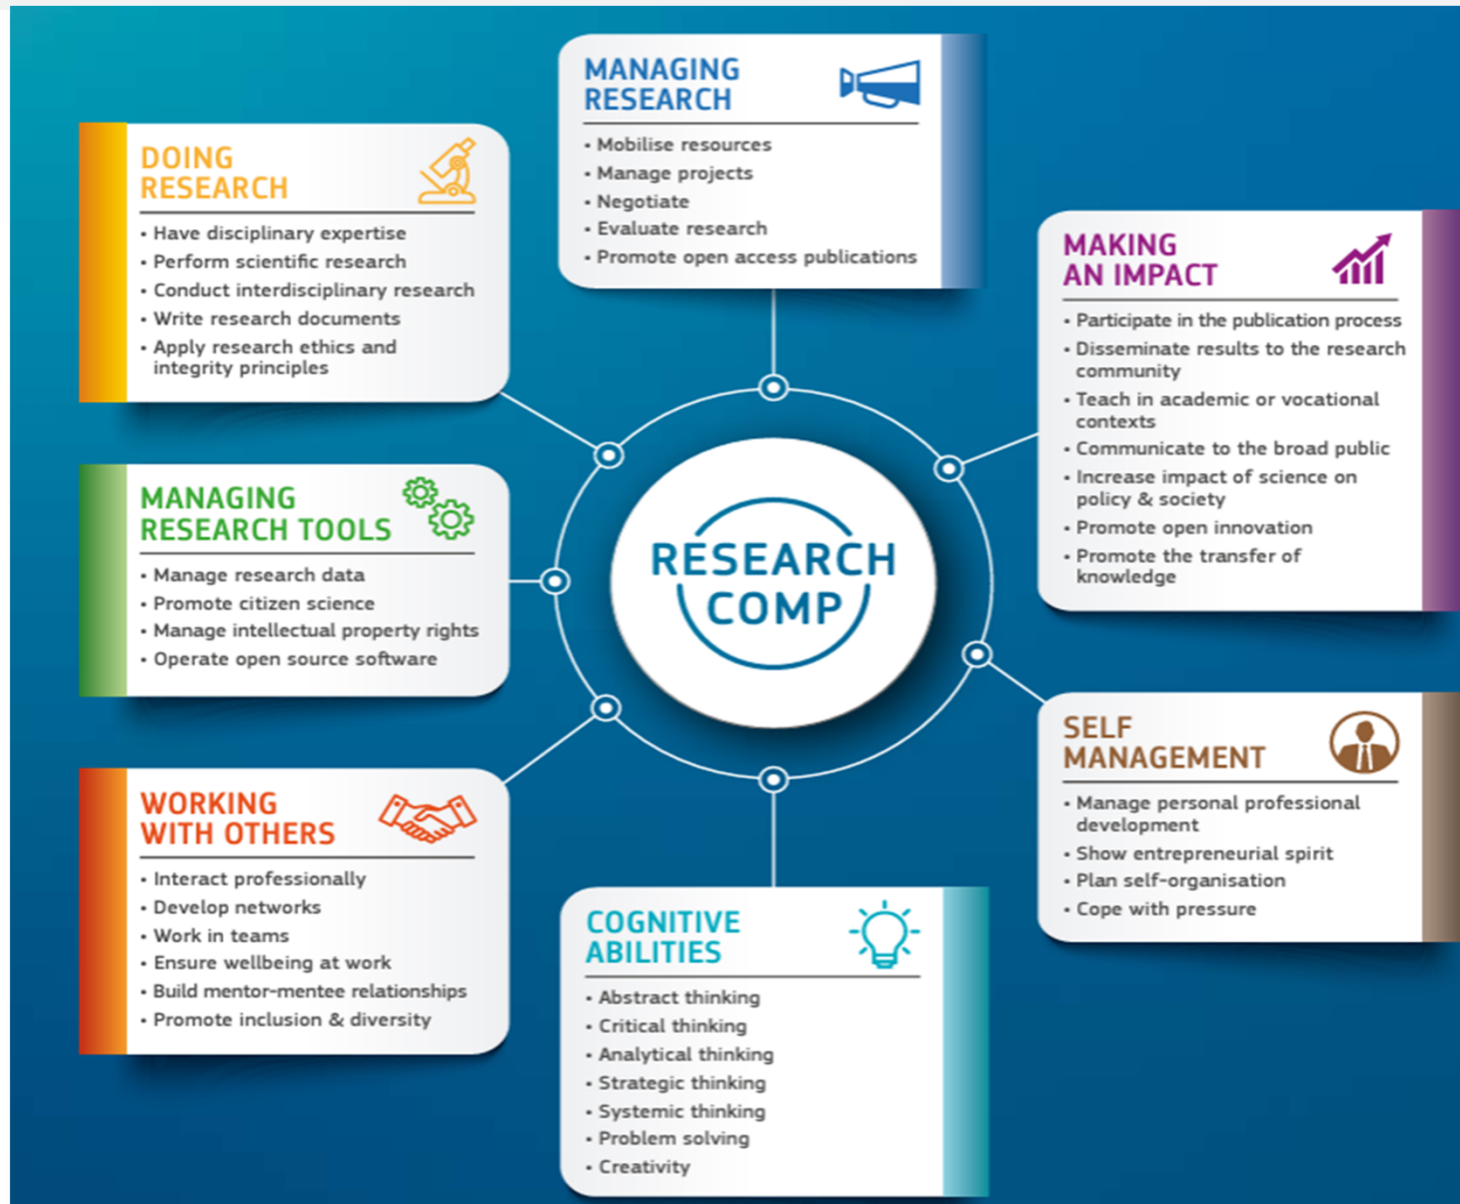 MANAGING
RESEARCH
• Mobilise resources
• Manage projects
• Negotiate
• Evaluate research
• Promote open access publications
DOING
RESEARCH
• Have disciplinary expertise
• Perform scientific research
• Conduct interdisciplinary research
• Write research documents
• Apply research ethics and
integrity principles
MAKING
AN IMPACT
• Participate in the publication process
• Disseminate results to the research
community
• Teach in academic or vocational
contexts
• Communicate to the broad public
• Increase impact of science on
policy & society
• Promote open innovation
• Promote the transfer of
knowledge
MANAGING
RESEARCH TOOLS
• Manage research data
• Promote citizen science
• Manage intellectual property rights
• Operate open source software
RESEARCH
COMP
SELF
MANAGEMENT
• Manage personal professional
development
• Show entrepreneurial spirit
• Plan self-organisation
• Cope with pressure
WORKING
WITH OTHERS
• Interact professionally
• Develop networks
• Work in teams
• Ensure wellbeing at work
• Build mentor-mentee relationships
• Promote inclusion & diversity
COGNITIVE
ABILITIES
• Abstract thinking
• Critical thinking
• Analytical thinking
• Strategic thinking
• Systemic thinking
• Problem solving
• Creativity